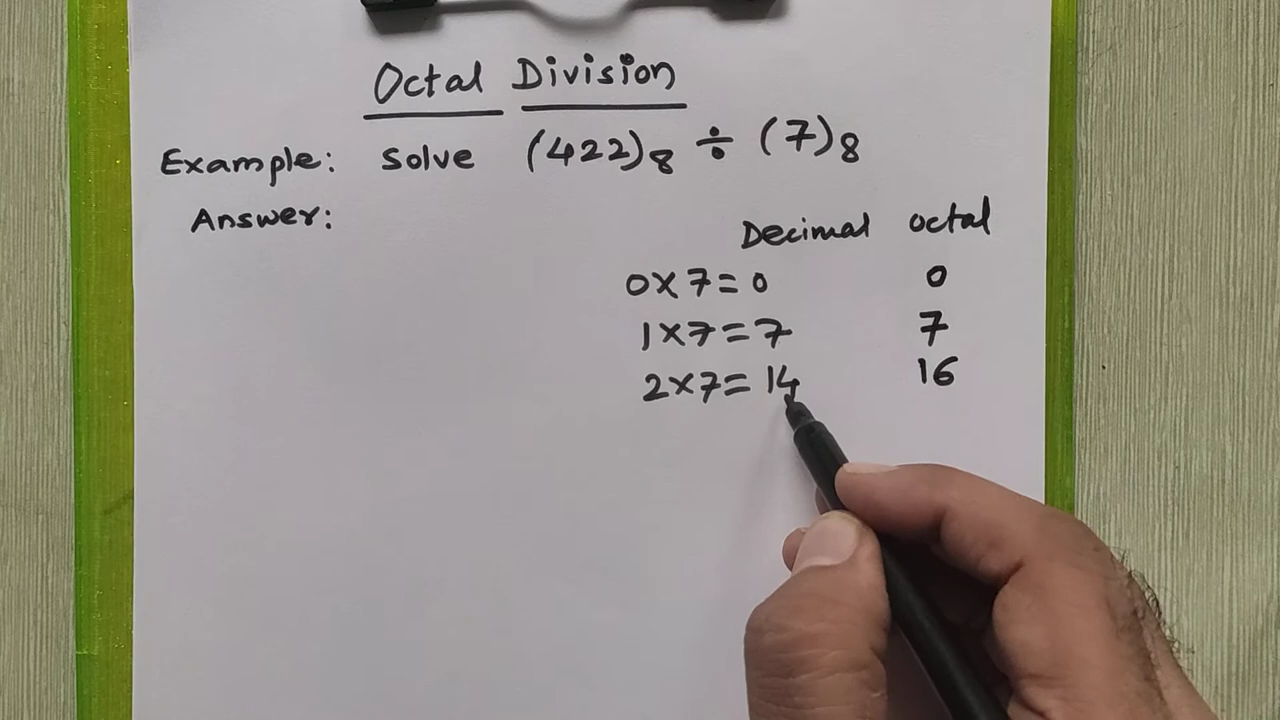 Octal Division
Example: solve (422)₈ ÷ (7)₈
Answer:
Decimal octal
0×7=0 0
1×7=7 7
2×7=14 16